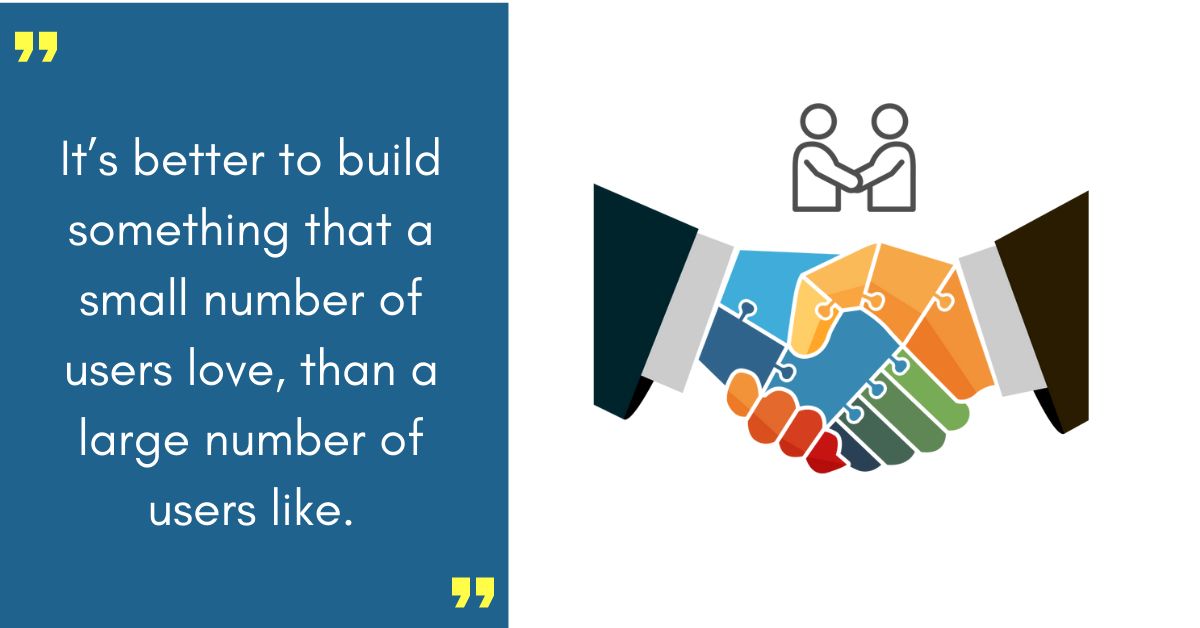 ”
It’s better to build
something that a
small number of
users love, than a
large number of
users like.
”